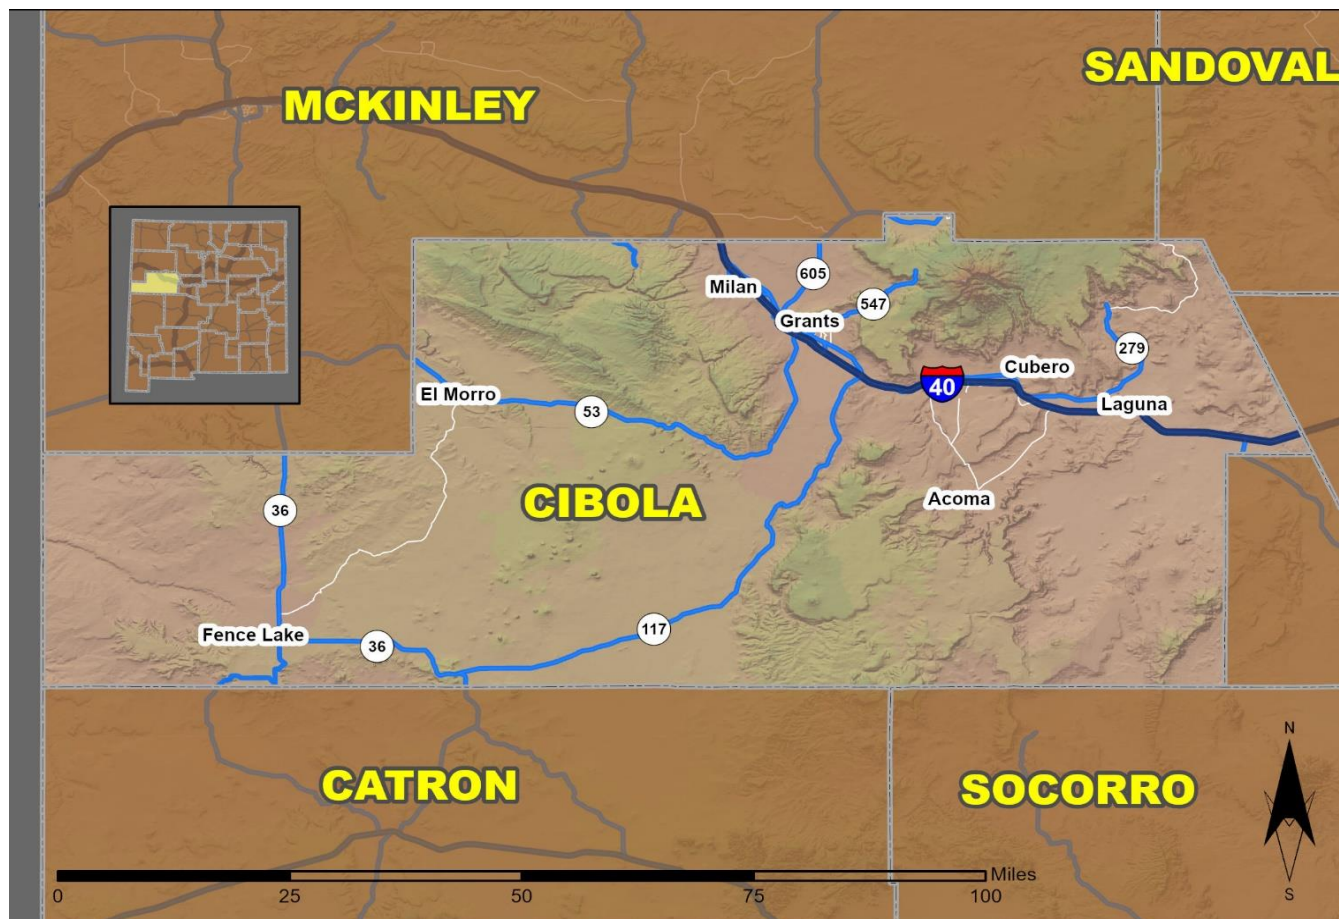 SANDOVAL
MCKINLEY
605
Milan
547
Grants
279
Cubero
40
El Morro
Laguna
53
Acoma
CIBOLA
36
117
Fence Lake
36
N
CATRON
SOCORRO
Miles
0 25 50 75 100
S